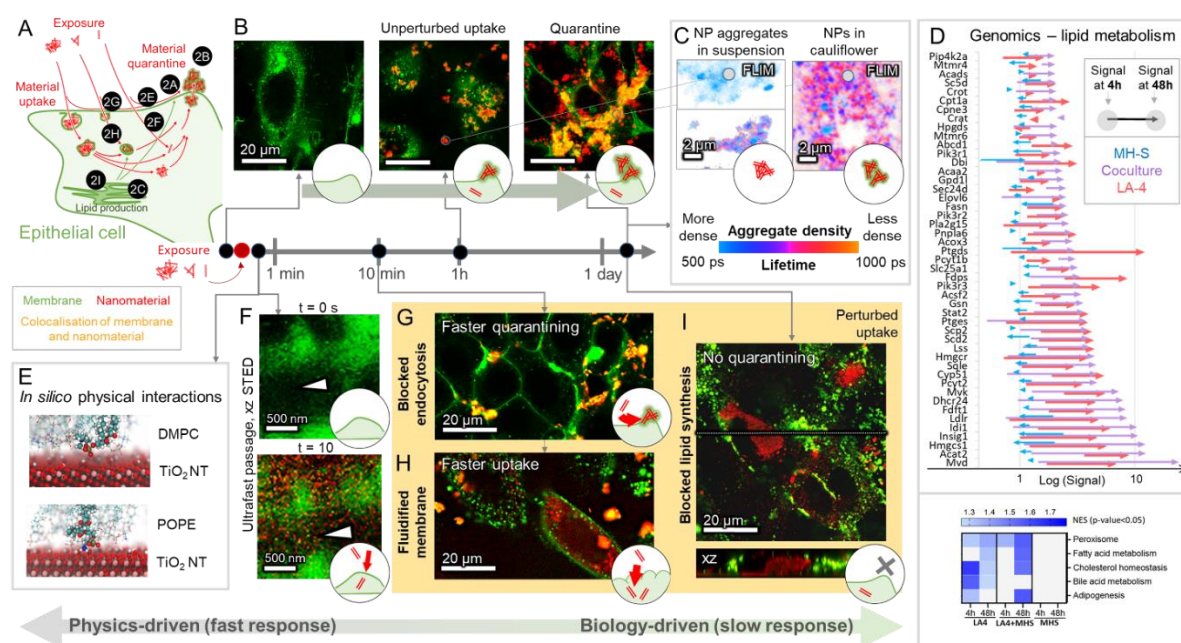 A
Exposure
Material quarantine
2B
2A
2E
2G
2F
2H
2I
2C
Material uptake
Lipid production
Epithelial cell
Exposure
Membrane Nanomaterial
Colocalisation of membrane
and nanomaterial
B
Unperturbed uptake
Quarantine
20 µm
1 min
10 min
1h
1 day
C
NP aggregates
in suspension
NPs in
cauliflower
FLIM
FLIM
2 µm
2 µm
More
dense
Less
dense
Aggregate density
500 ps
Lifetime
1000 ps
D Genomics – lipid metabolism
Signal
at 4h
Signal
at 48h
MH-S
Coculture
LA-4
Pip4k2a
Mtmr4
Acads
Sc5d
Crot
Cpt1a
Cpne3
Crat
Hpgds
Mtmr6
Abcd1
Pik3r1
Dbi
Acaa2
Gpd1l
Sec24d
Elovl6
Fasn
Pik3r2
Pla2g15
Pnpla6
Acox3
Ptgds
Pcyt1b
Slc25a1
Fdps
Pik3r3
Acsf2
Gsn
Stat2
Ptges
Scp2
Scd2
Lss
Hmgcr
Sqle
Cyp51
Pcyt2
Mvk
Dhcr24
Fdft1
Ldlr
Idi1
Insig1
Hmgcs1
Acat2
Mvd
1
10
Log (Signal)
1.3 1.4 1.5 1.6 1.7
NES (p-value<0.05)
Peroxisome
Fatty acid metabolism
Cholesterol homeostasis
Bile acid metabolism
Adipogenesis
4h 48h 4h 48h 4h 48h
LA4 LA4+MHS MHS
E
In silico physical interactions
DMPC
TiO₂ NT
POPE
TiO₂ NT
F
t = 0 s
500 nm
t = 10
500 nm
Ultrafast passage, xz STED
Blocked
endocytosis
G
Faster quarantining
20 µm
Fluidified
membrane
H
Faster uptake
20 µm
Blocked lipid synthesis
I
Perturbed
uptake
No quarantining
20 µm
xz
Physics-driven (fast response)
Biology-driven (slow response)